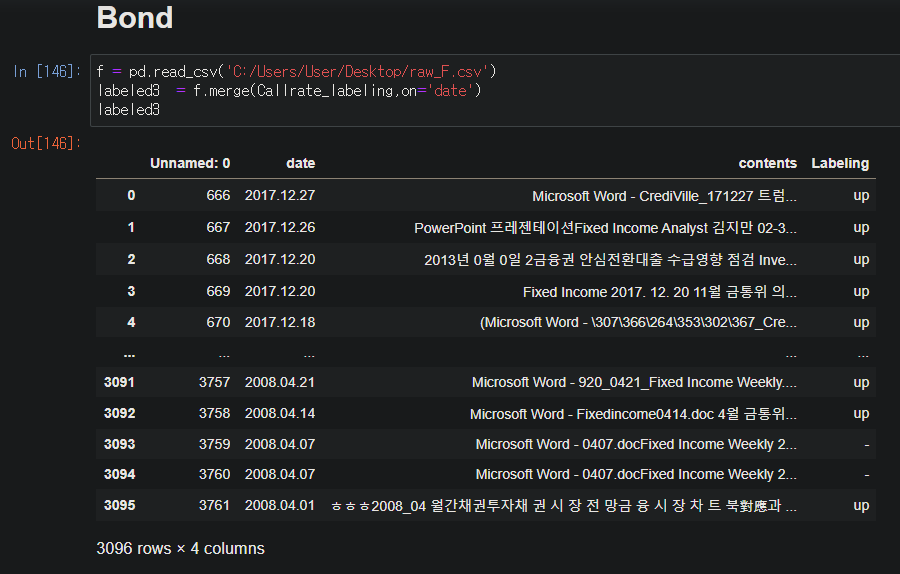 Bond
In [146]:
f = pd.read_csv('C:/Users/User/Desktop/raw_F.csv')
labeled3  = f.merge(Callrate_labeling,on='date')
labeled3
Out[146]:
Unnamed: 0 date contents Labeling
0 666 2017.12.27 Microsoft Word - CrediVille_171227 트럼... up
1 667 2017.12.26 PowerPoint 프레젠테이션Fixed Income Analyst 김지만 02-3... up
2 668 2017.12.20 2013년 0월 0일 2금융권 안심전환대출 수급영향 점검 Inve... up
3 669 2017.12.20 Fixed Income 2017. 12. 20 11월 금통위 의... up
4 670 2017.12.18 (Microsoft Word - \307\366\264\353\302\367_Cre... up
... ... ... ... ...
3091 3757 2008.04.21 Microsoft Word - 920_0421_Fixed Income Weekly.... up
3092 3758 2008.04.14 Microsoft Word - Fixedincome0414.doc 4월 금통위... up
3093 3759 2008.04.07 Microsoft Word - 0407.docFixed Income Weekly 2... -
3094 3760 2008.04.07 Microsoft Word - 0407.docFixed Income Weekly 2... -
3095 3761 2008.04.01 ㅎㅎㅎ2008_04 월간채권투자채 권 시 장 전 망금 융 시 장 차 트 북對應과 ... up
3096 rows × 4 columns